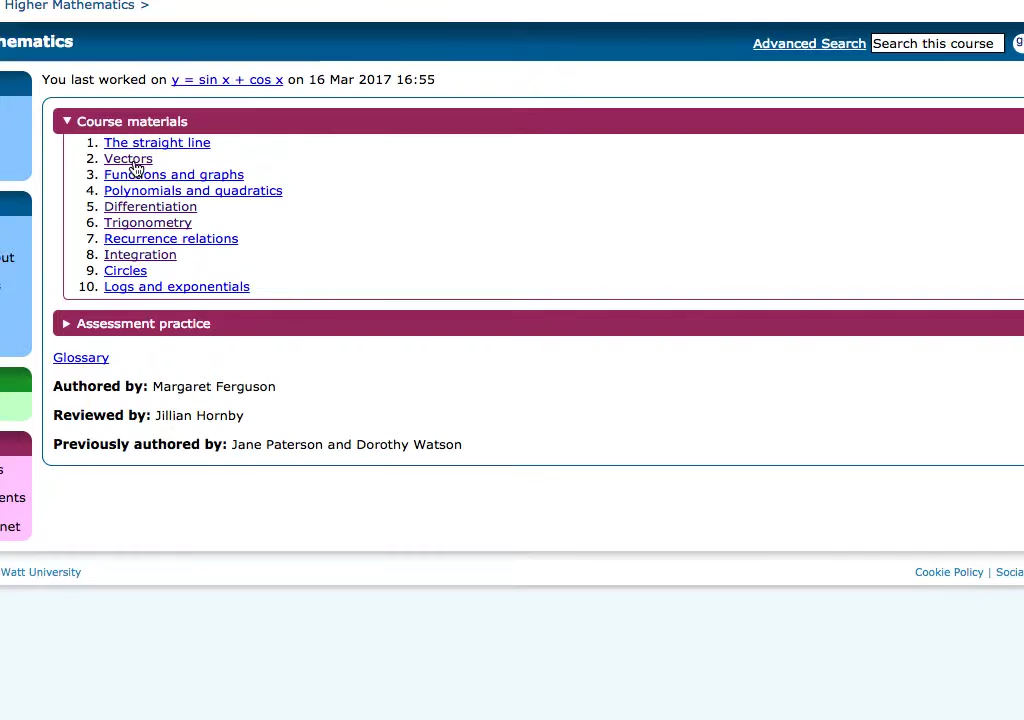 Higher Mathematics >
hematics
Advanced Search Search this course g
You last worked on y = sin x + cos x on 16 Mar 2017 16:55
▼ Course materials
1. The straight line
2. Vectors
3. Functions and graphs
4. Polynomials and quadratics
5. Differentiation
6. Trigonometry
7. Recurrence relations
8. Integration
9. Circles
10. Logs and exponentials
▶ Assessment practice
Glossary
Authored by: Margaret Ferguson
Reviewed by: Jillian Hornby
Previously authored by: Jane Paterson and Dorothy Watson
ut
s
ents
net
Watt University
Cookie Policy | Socia